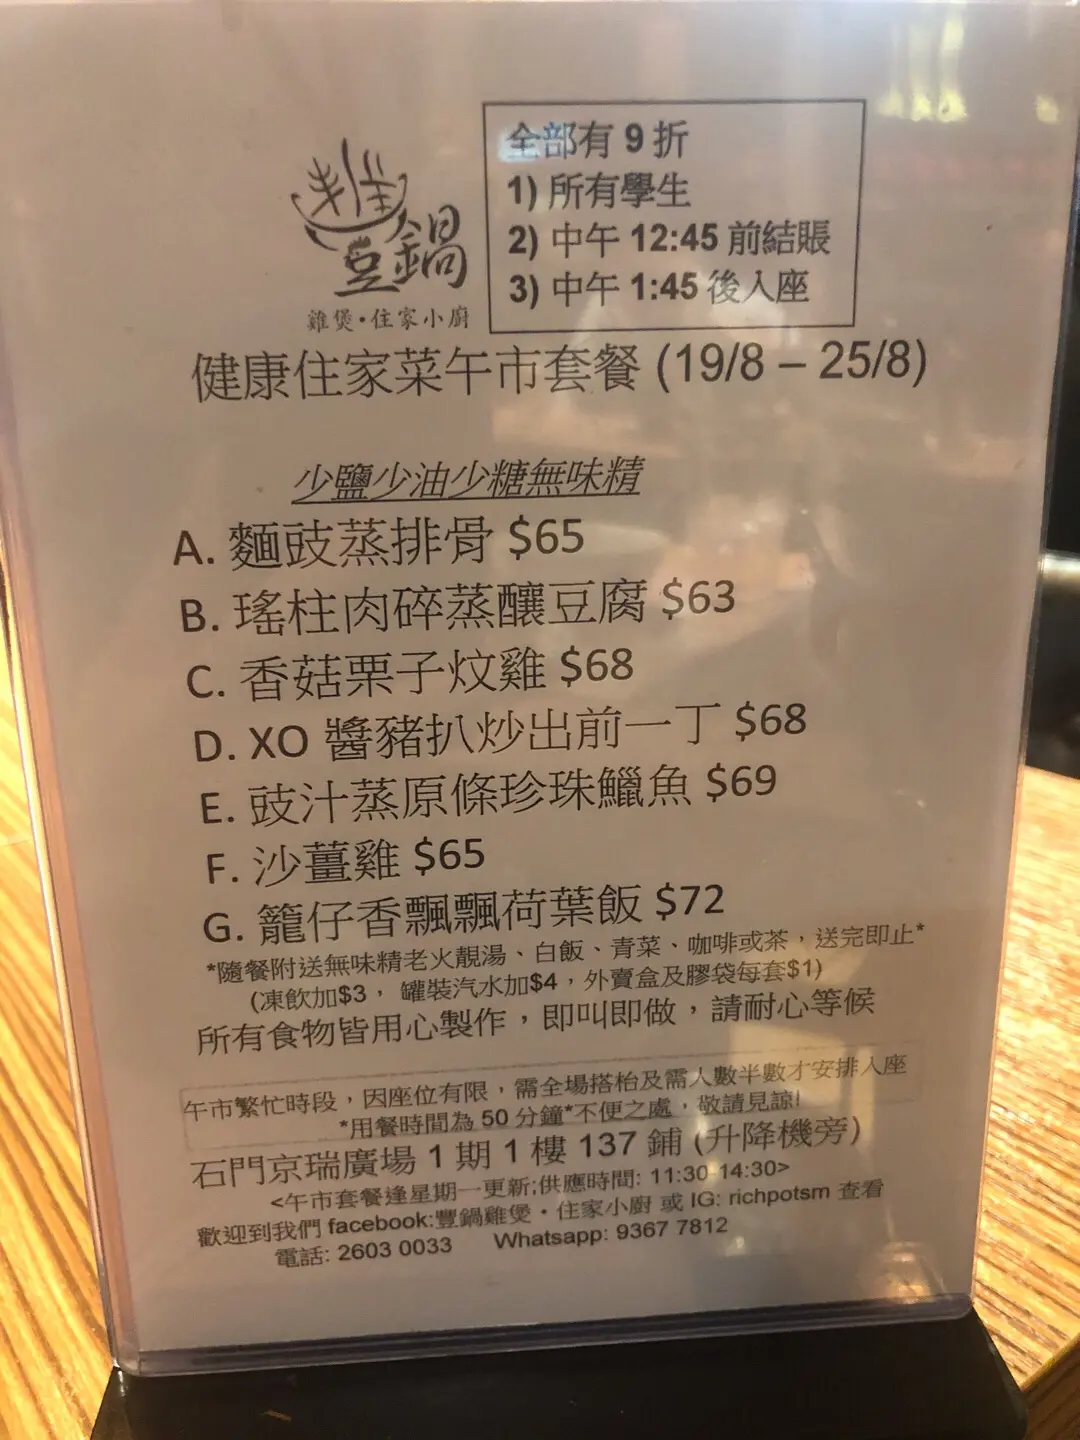 豐鍋
雞煲·住家小廚
全部有 9 折
1) 所有學生
2) 中午 12:45 前結賬
3) 中午 1:45 後入座
健康住家菜午市套餐 (19/8 – 25/8)
少鹽少油少糖無味精
A. 麵豉蒸排骨 $65
B. 瑤柱肉碎蒸釀豆腐 $63
C. 香菇栗子炆雞 $68
D. XO 醬豬扒炒出前一丁 $68
E. 豉汁蒸原條珍珠鱲魚 $69
F. 沙薑雞 $65
G. 籠仔香飄飄荷葉飯 $72
*隨餐附送無味精老火靚湯、白飯、青菜、咖啡或茶，送完即止*
(凍飲加$3， 罐裝汽水加$4，外賣盒及膠袋每套$1)
所有食物皆用心製作，即叫即做，請耐心等候
午市繁忙時段，因座位有限，需全場搭枱及需人數半數才安排入座
*用餐時間為 50 分鐘*不便之處，敬請見諒!
石門京瑞廣場 1 期 1 樓 137 鋪 (升降機旁)
<午市套餐逢星期一更新;供應時間: 11:30-14:30>
歡迎到我們 facebook:豐鍋雞煲·住家小廚 或 IG: richpotsm 查看
電話: 2603 0033 Whatsapp: 9367 7812